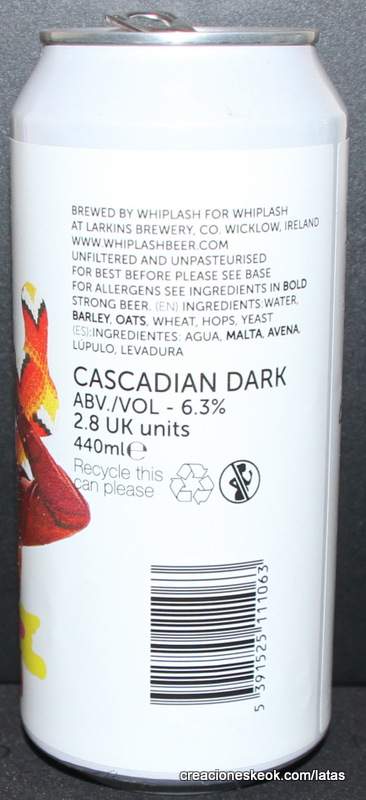 BREWED BY WHIPLASH FOR WHIPLASH
AT LARKINS BREWERY, CO. WICKLOW, IRELAND
WWW.WHIPLASHBEER.COM
UNFILTERED AND UNPASTEURISED
FOR BEST BEFORE PLEASE SEE BASE
FOR ALLERGENS SEE INGREDIENTS IN BOLD
STRONG BEER. (EN) INGREDIENTS:WATER,
BARLEY, OATS, WHEAT, HOPS, YEAST
(ES):INGREDIENTES: AGUA, MALTA, AVENA,
LÚPULO, LEVADURA
CASCADIAN DARK
ABV./VOL - 6.3%
2.8 UK units
440ml℮
Recycle this
can please
5 391525 111063
creacioneskeok.com/latas